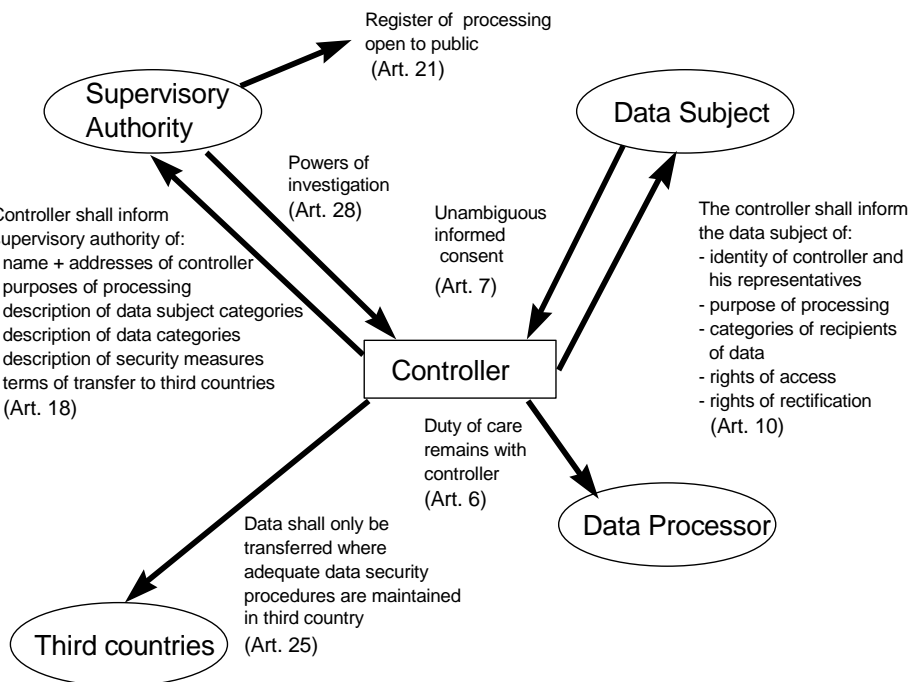 Register of processing
open to public
(Art. 21)
Supervisory
Authority
Data Subject
Powers of
investigation
(Art. 28)
Unambiguous
informed
consent
(Art. 7)
Controller shall inform
supervisory authority of:
name + addresses of controller
purposes of processing
description of data subject categories
description of data categories
description of security measures
terms of transfer to third countries
(Art. 18)
The controller shall inform
the data subject of:
- identity of controller and
his representatives
- purpose of processing
- categories of recipients
of data
- rights of access
- rights of rectification
(Art. 10)
Controller
Duty of care
remains with
controller
(Art. 6)
Data Processor
Data shall only be
transferred where
adequate data security
procedures are maintained
in third country
(Art. 25)
Third countries